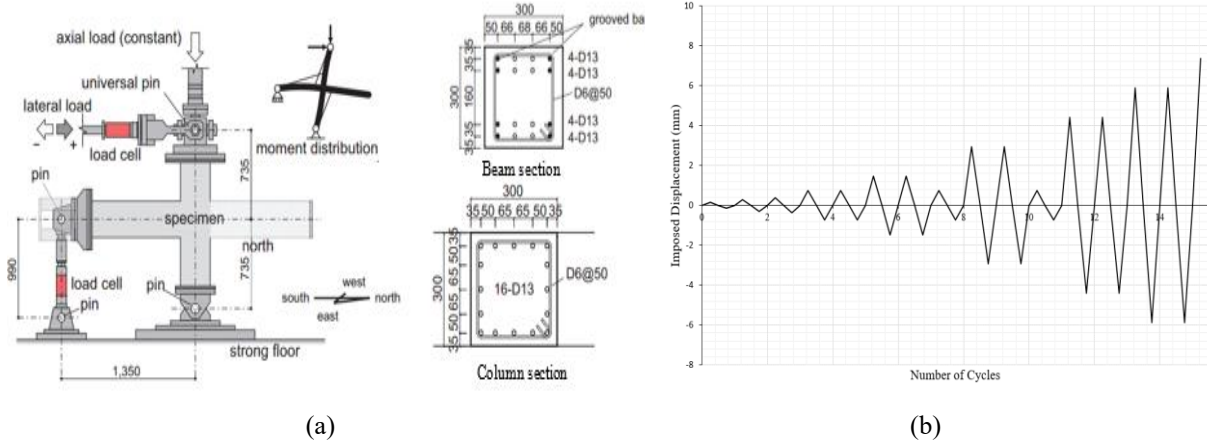 axial load (constant)
universal pin
lateral load
- +
load cell
pin
specimen
north
735
735
990
load cell
pin
pin
strong floor
1,350
moment distribution
west
south north
east
300
50 66 68 66 50
grooved ba
35 35 160 35 35
300
4-D13
4-D13
D6@50
4-D13
4-D13
Beam section
300
35 50 65 65 50 35
35 50 65 65 50 35
300
D6@50
16-D13
Column section
(a)
10
8
6
4
2
0
-2
-4
-6
-8
0 2 4 6 8 10 12 14
Imposed Displacement (mm)
Number of Cycles
(b)